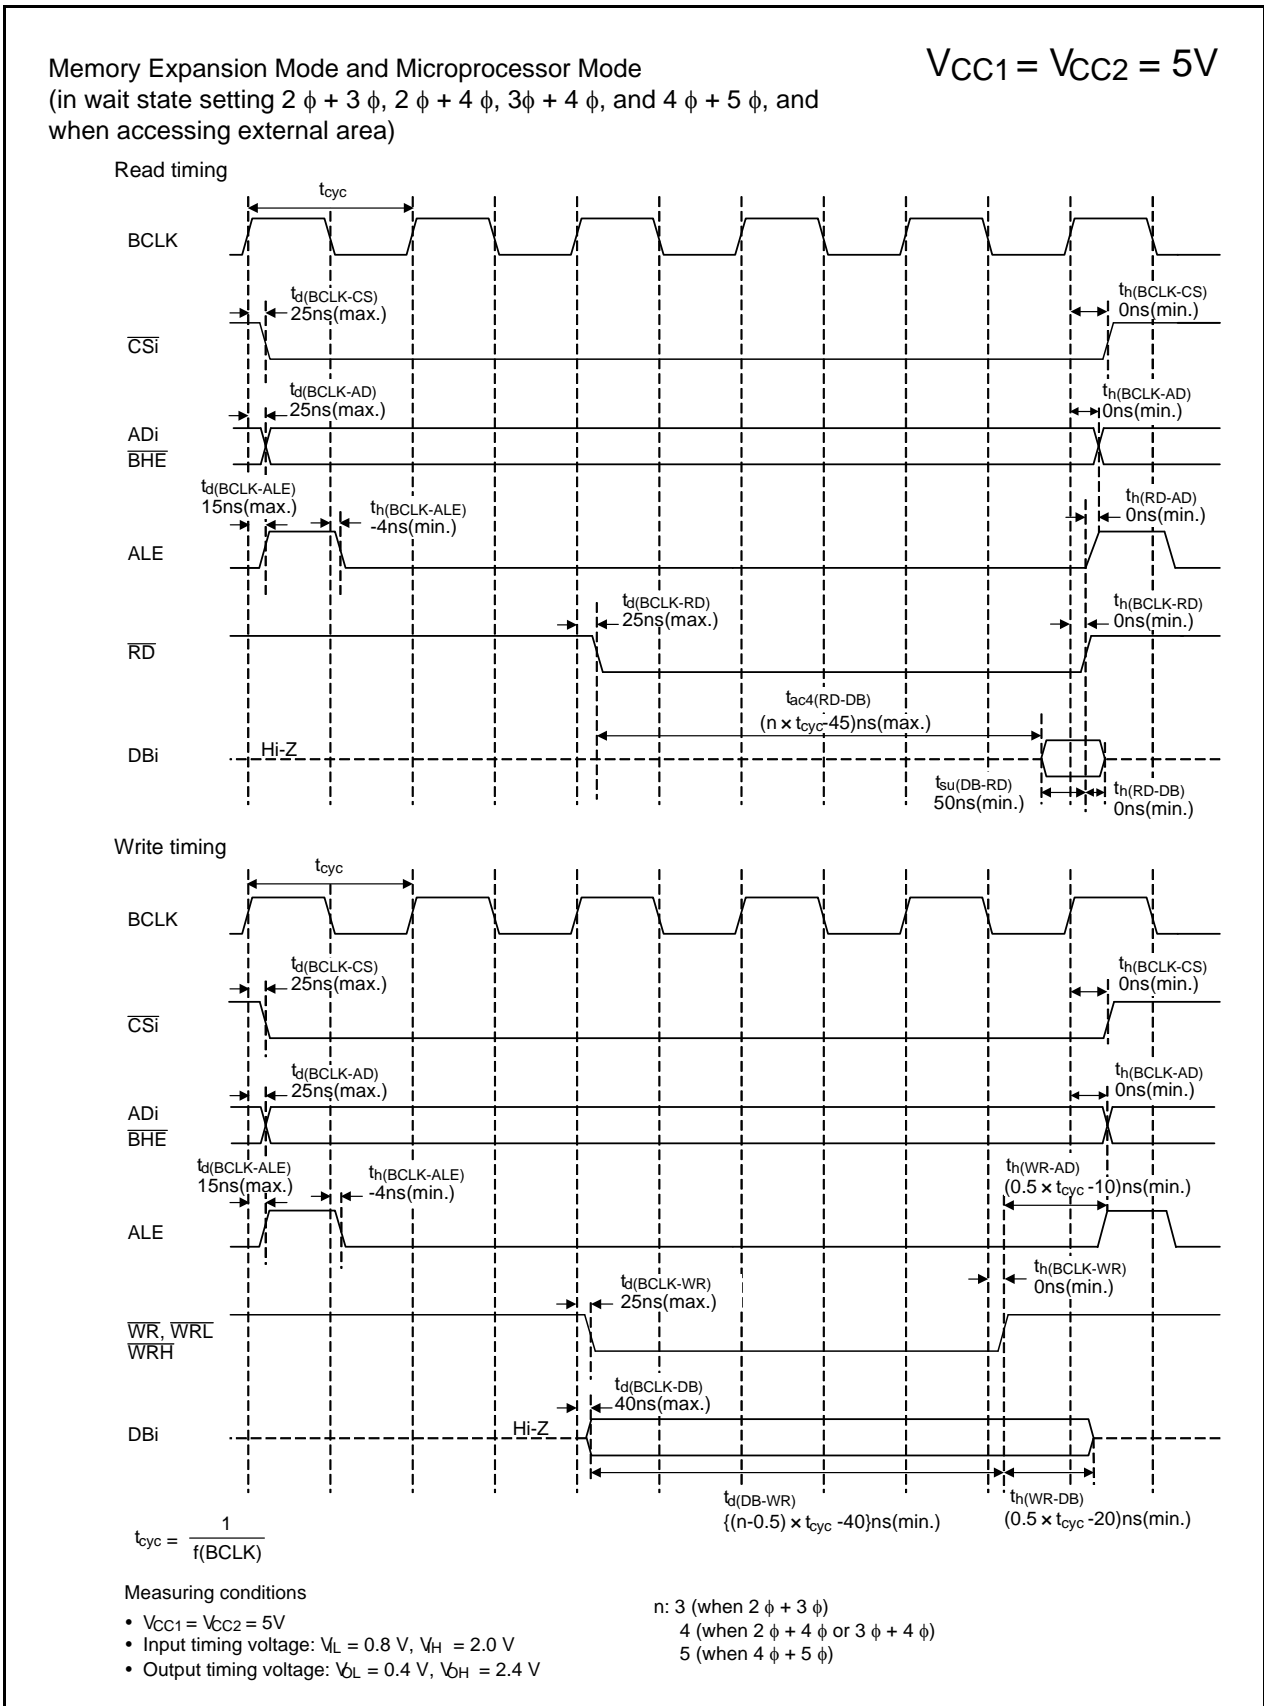 Memory Expansion Mode and Microprocessor Mode
VCC1 = VCC2 = 5V
(in wait state setting 2 ϕ + 3 ϕ, 2 ϕ + 4 ϕ, 3ϕ + 4 ϕ, and 4 ϕ + 5 ϕ, and
when accessing external area)
Read timing
tcyc
BCLK
td(BCLK-CS)
25ns(max.)
th(BCLK-CS)
0ns(min.)
CSi
td(BCLK-AD)
25ns(max.)
th(BCLK-AD)
0ns(min.)
ADi
BHE
td(BCLK-ALE)
15ns(max.)
th(BCLK-ALE)
-4ns(min.)
th(RD-AD)
0ns(min.)
ALE
td(BCLK-RD)
25ns(max.)
th(BCLK-RD)
0ns(min.)
RD
tac4(RD-DB)
(n × tcyc-45)ns(max.)
DBi
Hi-Z
tsu(DB-RD)
50ns(min.)
th(RD-DB)
0ns(min.)
Write timing
tcyc
BCLK
td(BCLK-CS)
25ns(max.)
th(BCLK-CS)
0ns(min.)
CSi
td(BCLK-AD)
25ns(max.)
th(BCLK-AD)
0ns(min.)
ADi
BHE
td(BCLK-ALE)
15ns(max.)
th(BCLK-ALE)
-4ns(min.)
th(WR-AD)
(0.5 × tcyc -10)ns(min.)
ALE
td(BCLK-WR)
25ns(max.)
th(BCLK-WR)
0ns(min.)
WR, WRL
WRH
td(BCLK-DB)
40ns(max.)
DBi
Hi-Z
td(DB-WR)
{(n-0.5) × tcyc -40}ns(min.)
th(WR-DB)
(0.5 × tcyc -20)ns(min.)
tcyc = 1
f(BCLK)
Measuring conditions
• VCC1 = VCC2 = 5V
• Input timing voltage: VIL = 0.8 V, VIH = 2.0 V
• Output timing voltage: VOL = 0.4 V, VOH = 2.4 V
n: 3 (when 2 ϕ + 3 ϕ)
4 (when 2 ϕ + 4 ϕ or 3 ϕ + 4 ϕ)
5 (when 4 ϕ + 5 ϕ)